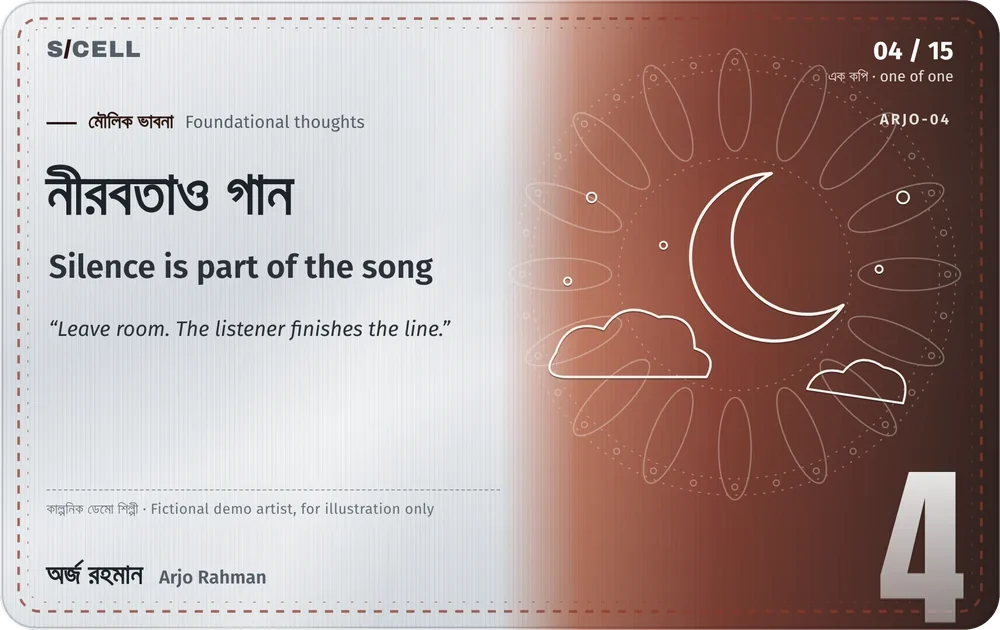 S/CELL
04 / 15
এক কপি · one of one
ARJO-04
মৌলিক ভাবনা Foundational thoughts
নীরবতাও গান
Silence is part of the song
“Leave room. The listener finishes the line.”
কাল্পনিক ডেমো শিল্পী · Fictional demo artist, for illustration only
অর্জ রহমান Arjo Rahman
4